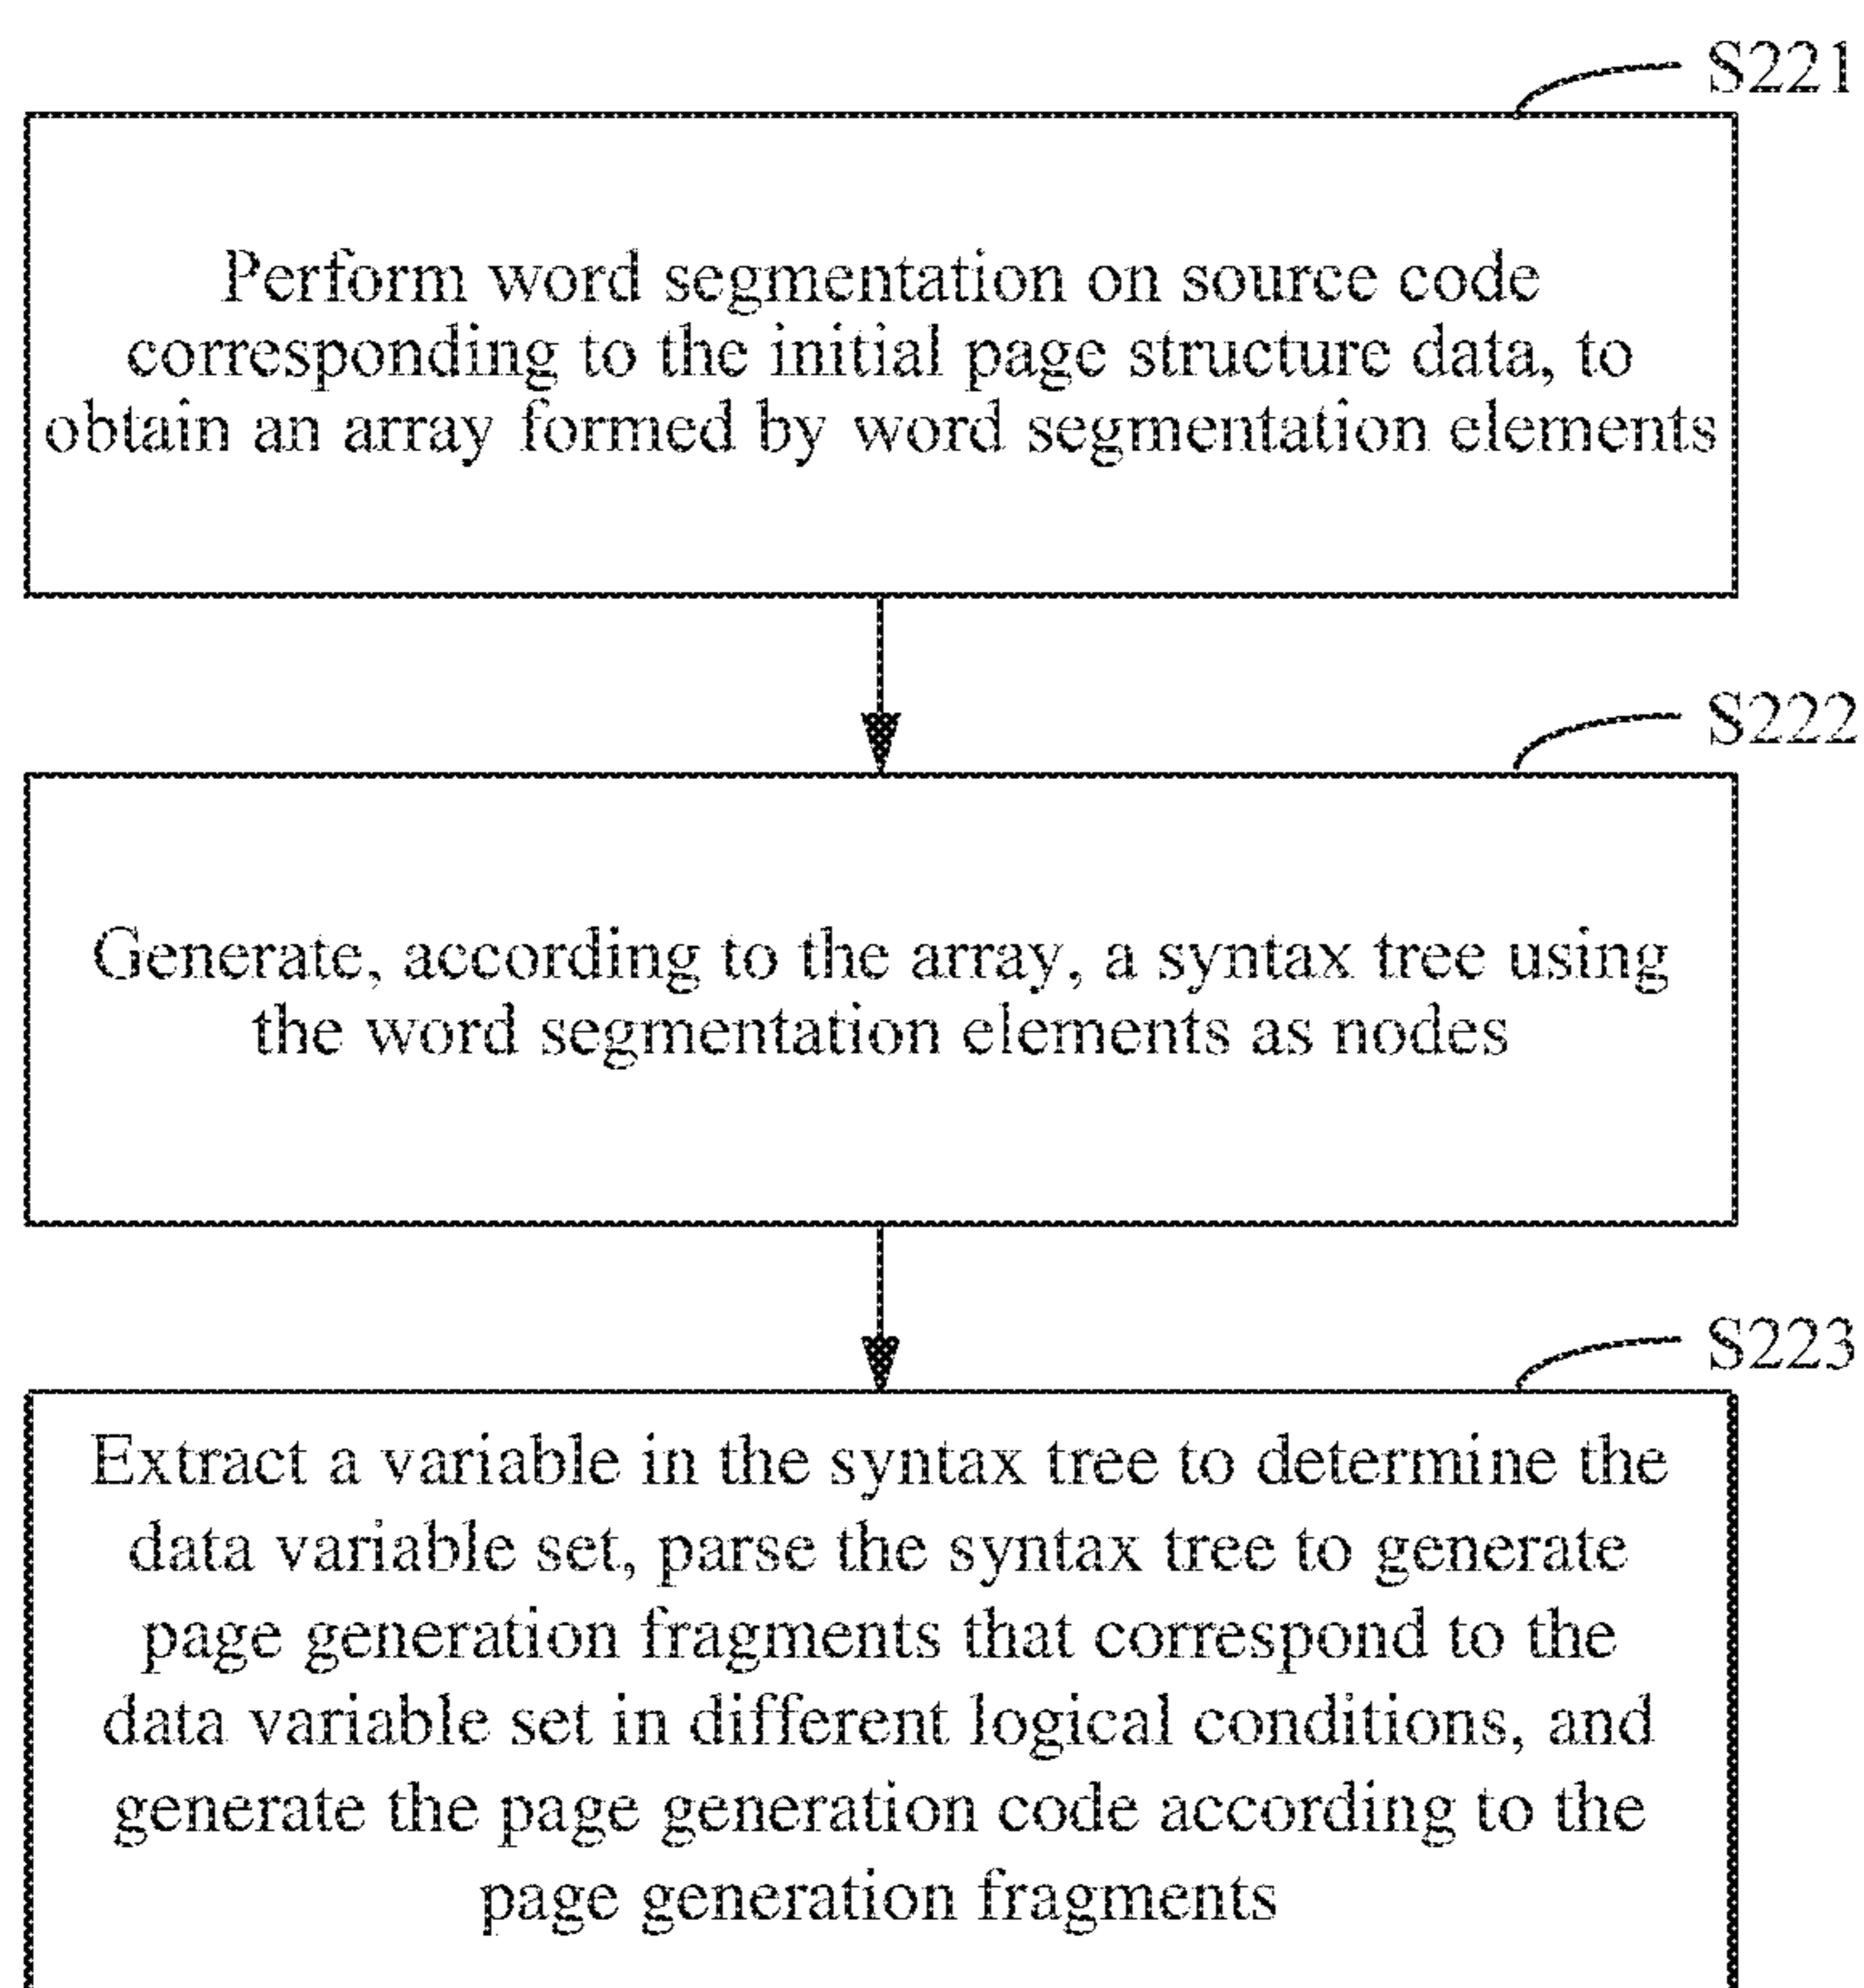 S221
Perform word segmentation on source code
corresponding to the initial page structure data, to
obtain an array formed by word segmentation elements
S222
Generate, according to the array, a syntax tree using
the word segmentation elements as nodes
S223
Extract a variable in the syntax tree to determine the
data variable set, parse the syntax tree to generate
page generation fragments that correspond to the
data variable set in different logical conditions, and
generate the page generation code according to the
page generation fragments